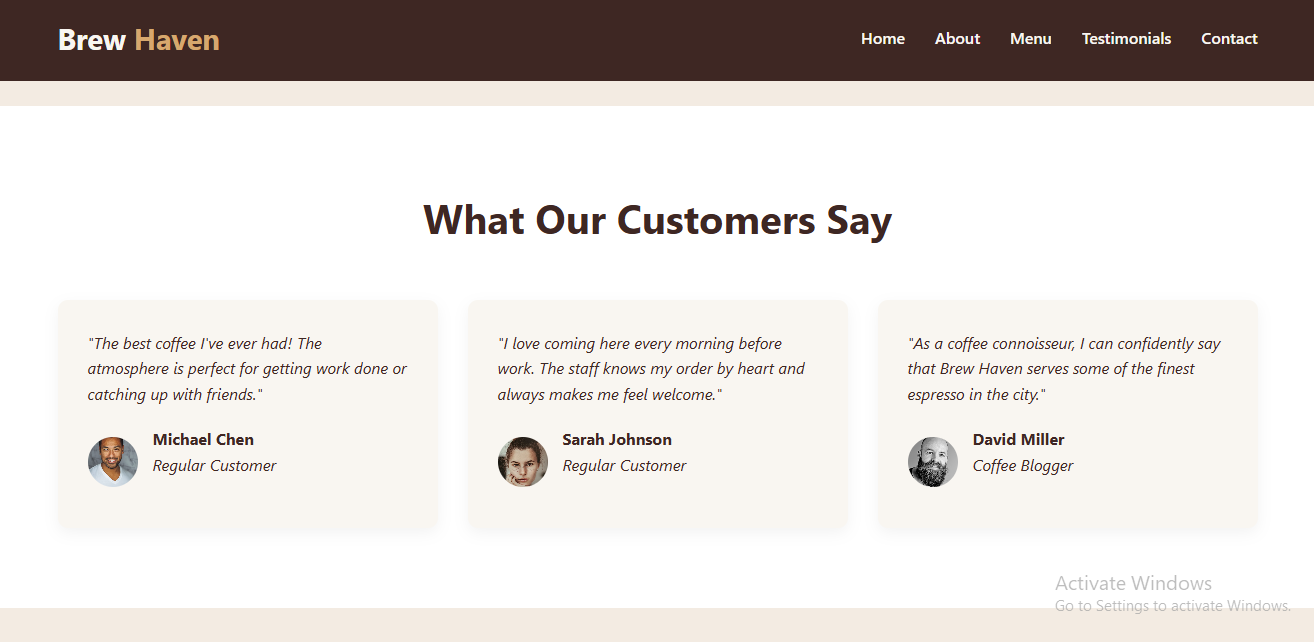 Brew Haven
Home About Menu Testimonials Contact
What Our Customers Say
"The best coffee I've ever had! The
atmosphere is perfect for getting work done or
catching up with friends."
Michael Chen
Regular Customer
"I love coming here every morning before
work. The staff knows my order by heart and
always makes me feel welcome."
Sarah Johnson
Regular Customer
"As a coffee connoisseur, I can confidently say
that Brew Haven serves some of the finest
espresso in the city."
David Miller
Coffee Blogger
Activate Windows
Go to Settings to activate Windows.